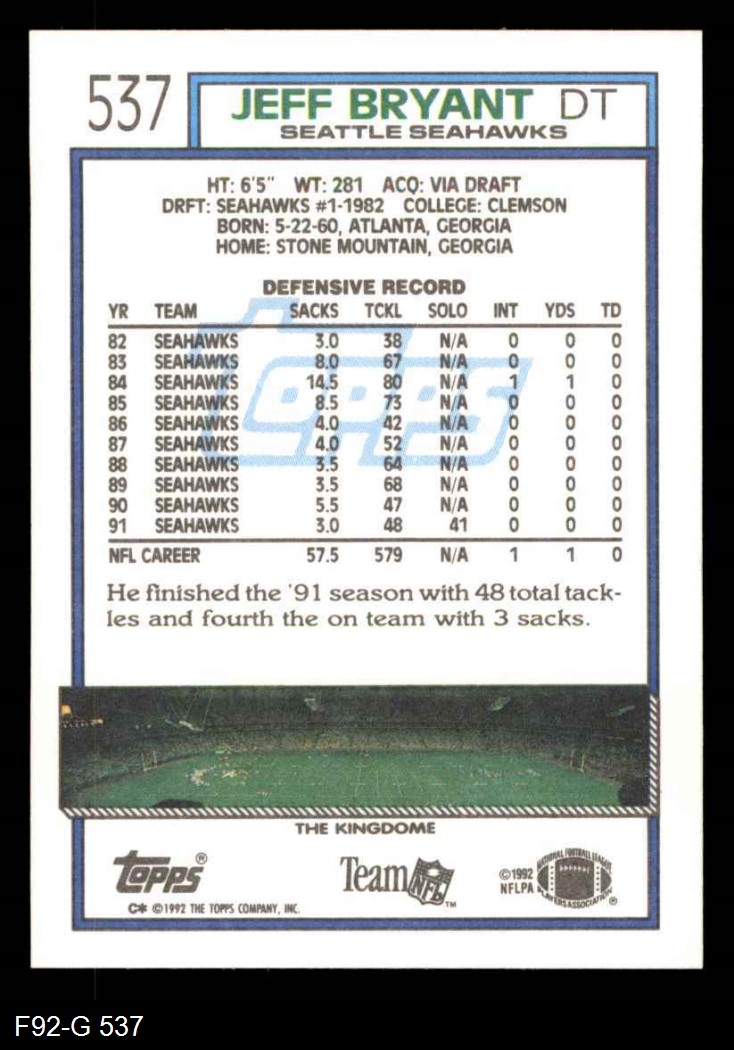 537
JEFF BRYANT DT
SEATTLE SEAHAWKS
HT: 6'5" WT: 281 ACQ: VIA DRAFT
DRFT: SEAHAWKS #1-1982 COLLEGE: CLEMSON
BORN: 5-22-60, ATLANTA, GEORGIA
HOME: STONE MOUNTAIN, GEORGIA
DEFENSIVE RECORD
YR TEAM SACKS TCKL SOLO INT YDS TD
82 SEAHAWKS 3.0 38 N/A 0 0 0
83 SEAHAWKS 8.0 67 N/A 0 0 0
84 SEAHAWKS 14.5 80 N/A 1 1 0
85 SEAHAWKS 8.5 73 N/A 0 0 0
86 SEAHAWKS 4.0 42 N/A 0 0 0
87 SEAHAWKS 4.0 52 N/A 0 0 0
88 SEAHAWKS 3.5 64 N/A 0 0 0
89 SEAHAWKS 3.5 68 N/A 0 0 0
90 SEAHAWKS 5.5 47 N/A 0 0 0
91 SEAHAWKS 3.0 48 41 0 0 0
NFL CAREER 57.5 579 N/A 1 1 0
topps
He finished the '91 season with 48 total tack-
les and fourth the on team with 3 sacks.
THE KINGDOME
topps®
Team NFL™
©1992
NFLPA
NATIONAL FOOTBALL LEAGUE
PLAYERS ASSOCIATION ®
C* ©1992 THE TOPPS COMPANY, INC.
F92-G 537